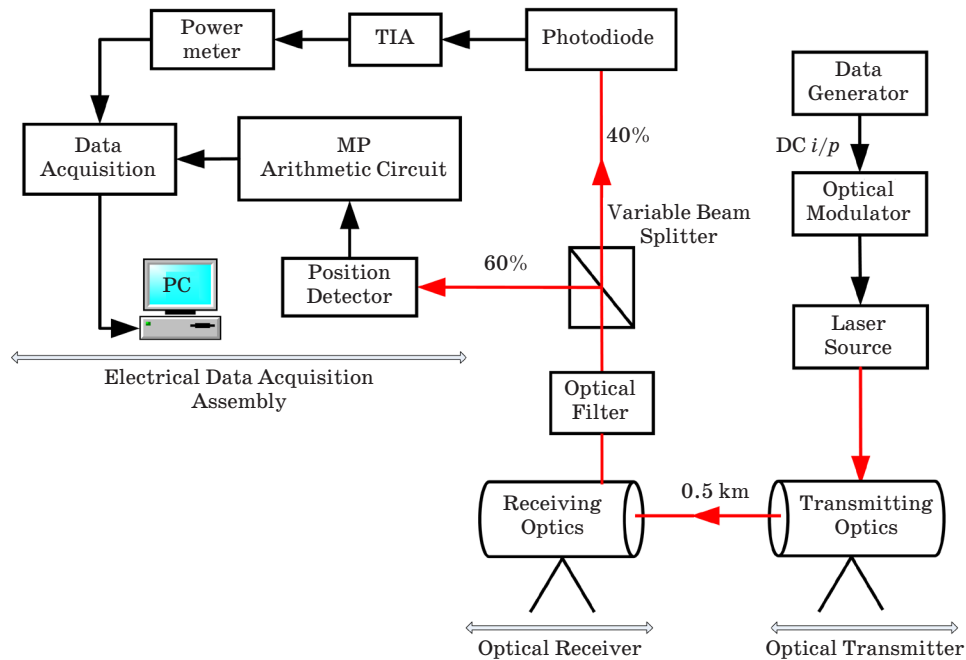 Power
meter
TIA
Photodiode
Data
Generator
Data
Acquisition
MP
Arithmetic Circuit
40%
DC i/p
Optical
Modulator
Variable Beam
Splitter
60%
Position
Detector
PC
Laser
Source
Electrical Data Acquisition
Assembly
Optical
Filter
Receiving
Optics
0.5 km
Transmitting
Optics
Optical Receiver
Optical Transmitter